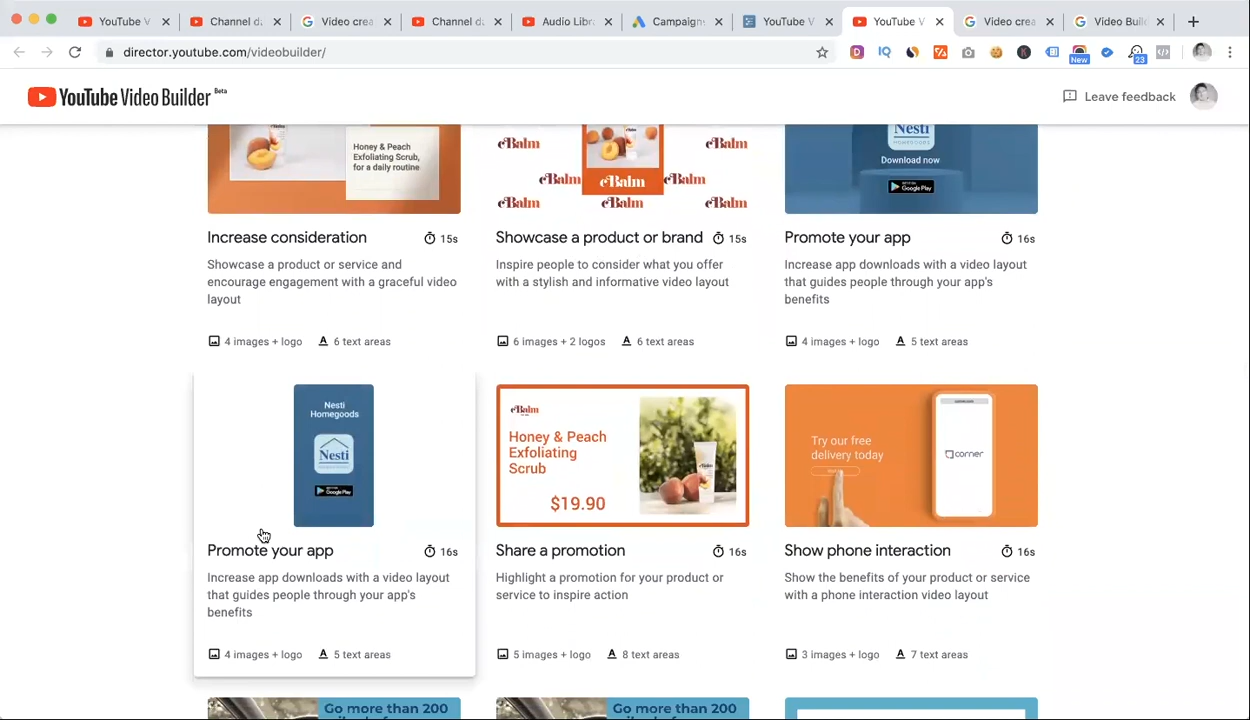 YouTube V
Channel da
Video crea
Channel da
Audio Libr
Campaigns
YouTube V
YouTube V
Video crea
Video Buil
director.youtube.com/videobuilder/
New
23
YouTube Video Builder Beta
Leave feedback
Honey & Peach
Exfoliating Scrub,
for a daily routine
eBalm
eBalm
eBalm
eBalm
eBalm
eBalm
eBalm
eBalm
Nesti
HOMEGOODS
Download now
Google Play
Increase consideration
15s
Showcase a product or service and
encourage engagement with a graceful video
layout
4 images + logo
6 text areas
Showcase a product or brand
15s
Inspire people to consider what you offer
with a stylish and informative video layout
6 images + 2 logos
6 text areas
Promote your app
16s
Increase app downloads with a video layout
that guides people through your app's
benefits
4 images + logo
5 text areas
Nesti
Homegoods
Nesti
Google Play
Promote your app
16s
Increase app downloads with a video layout
that guides people through your app's
benefits
4 images + logo
5 text areas
eBalm
Honey & Peach
Exfoliating
Scrub
$19.90
Share a promotion
16s
Highlight a promotion for your product or
service to inspire action
5 images + logo
8 text areas
Try our free
delivery today
corner
Show phone interaction
16s
Show the benefits of your product or service
with a phone interaction video layout
3 images + logo
7 text areas
Go more than 200
Go more than 200